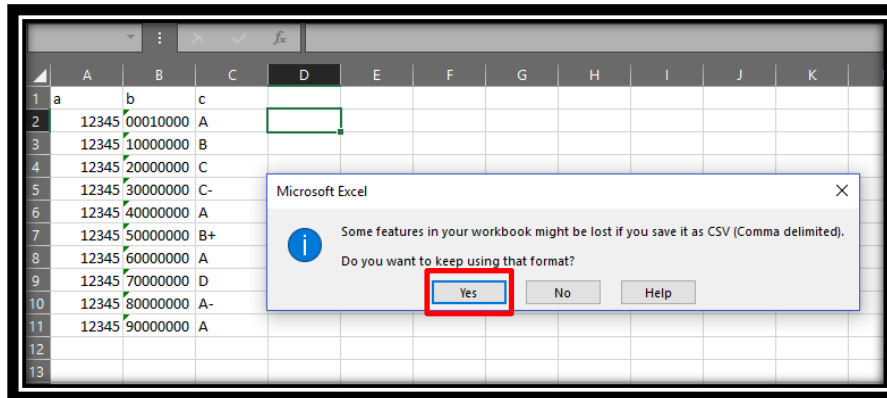 fx
A B C D E F G H I J K
1 a b c
2 12345 00010000 A
3 12345 10000000 B
4 12345 20000000 C
5 12345 30000000 C-
6 12345 40000000 A
7 12345 50000000 B+
8 12345 60000000 A
9 12345 70000000 D
10 12345 80000000 A-
11 12345 90000000 A
12
13
Microsoft Excel
Some features in your workbook might be lost if you save it as CSV (Comma delimited).
Do you want to keep using that format?
Yes No Help